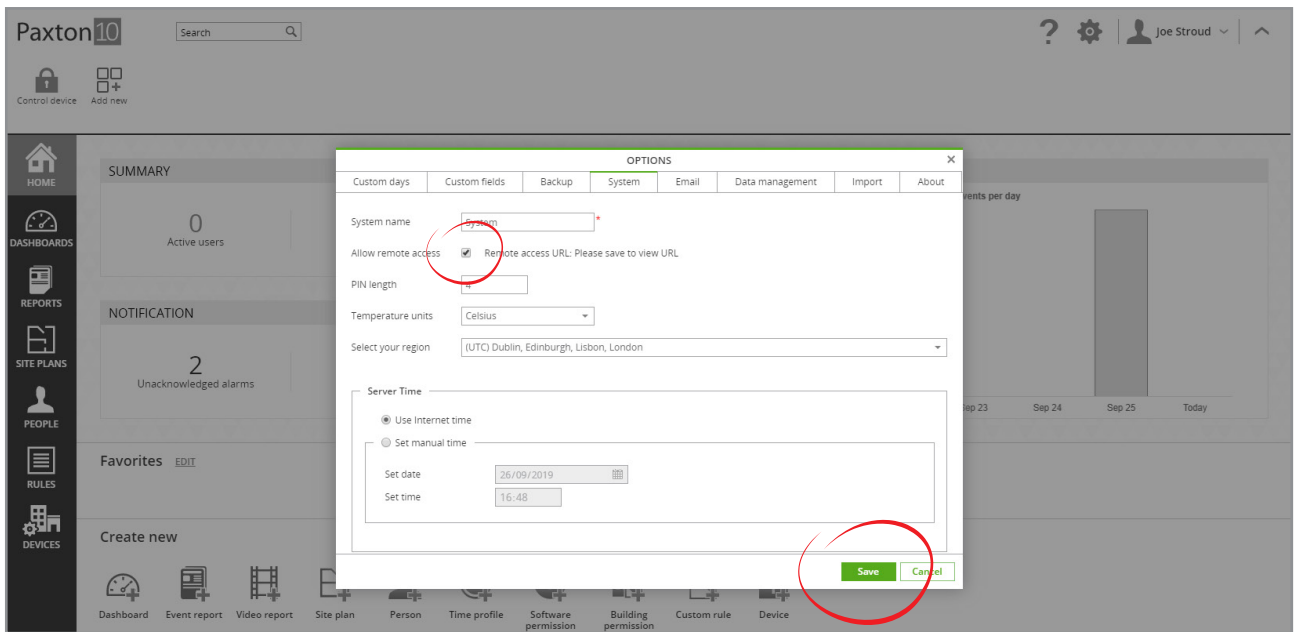 Paxton10
Search
Joe Stroud
Control device
Add new
HOME
DASHBOARDS
REPORTS
SITE PLANS
PEOPLE
RULES
DEVICES
SUMMARY
0
Active users
NOTIFICATION
2
Unacknowledged alarms
OPTIONS
Custom days Custom fields Backup System Email Data management Import About
System name System *
Allow remote access Remote access URL: Please save to view URL
PIN length 4
Temperature units Celsius
Select your region (UTC) Dublin, Edinburgh, Lisbon, London
Server Time
Use Internet time
Set manual time
Set date 26/09/2019
Set time 16:48
Save Cancel
per day
Sep 24 Sep 25 Today
Favorites EDIT
Create new
Dashboard Event report Video report Site plan Person Time profile Software permission Building permission Custom rule Device